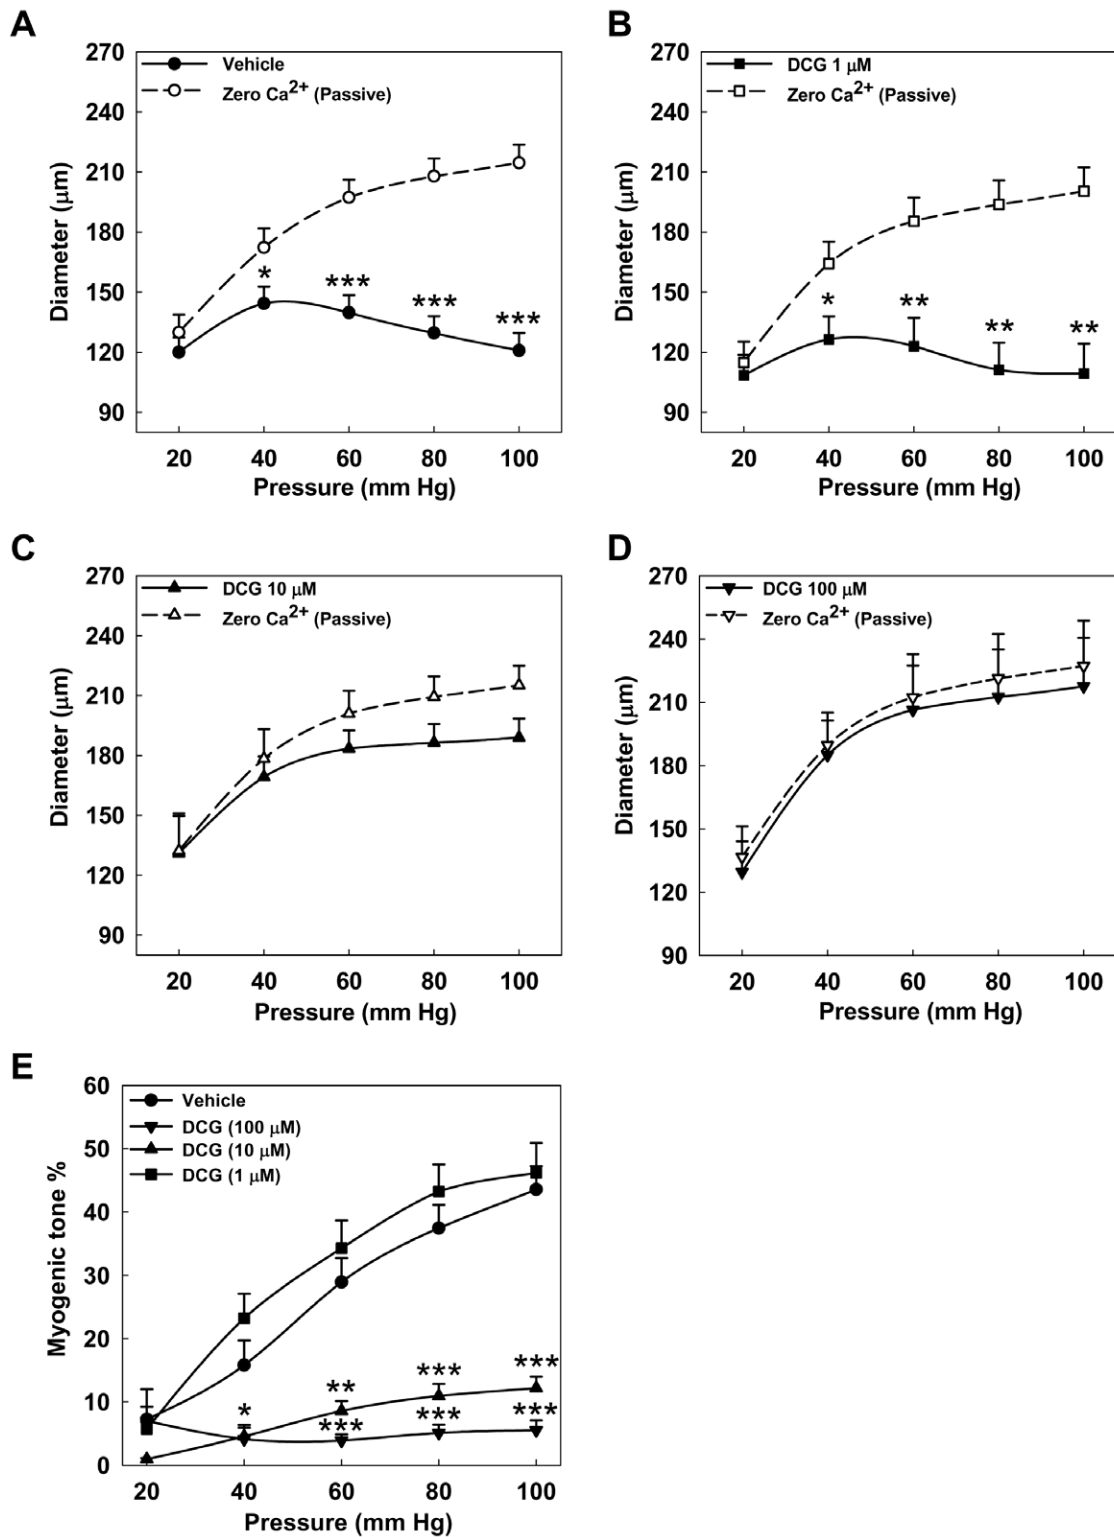 A
Vehicle
Zero Ca2+ (Passive)
270
240
210
180
150
120
90
Diameter (μm)
*
***
***
***
20 40 60 80 100
Pressure (mm Hg)
B
DCG 1 μM
Zero Ca2+ (Passive)
270
240
210
180
150
120
90
Diameter (μm)
*
**
**
**
20 40 60 80 100
Pressure (mm Hg)
C
DCG 10 μM
Zero Ca2+ (Passive)
270
240
210
180
150
120
90
Diameter (μm)
20 40 60 80 100
Pressure (mm Hg)
D
DCG 100 μM
Zero Ca2+ (Passive)
270
240
210
180
150
120
90
Diameter (μm)
20 40 60 80 100
Pressure (mm Hg)
E
Vehicle
DCG (100 μM)
DCG (10 μM)
DCG (1 μM)
60
50
40
30
20
10
0
Myogenic tone %
*
**
***
***
***
***
***
20 40 60 80 100
Pressure (mm Hg)